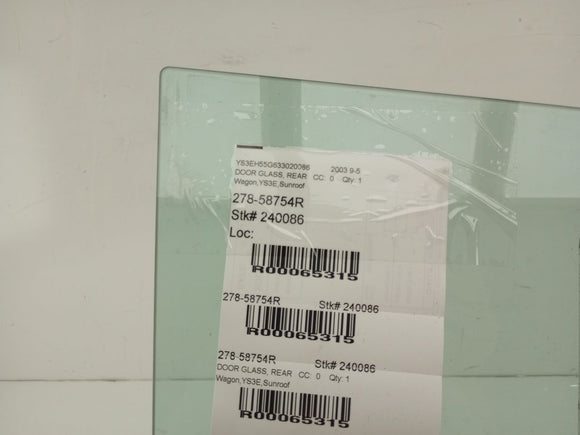 YS3EH55G633020086 2003 9-5
DOOR GLASS, REAR CC: 0 Qty: 1
Wagon,YS3E,Sunroof
278-58754R
Stk# 240086
Loc:
R00065315
278-58754R Stk# 240086
R00065315
278-58754R Stk# 240086
DOOR GLASS, REAR CC: 0 Qty: 1
Wagon,YS3E,Sunroof
R00065315